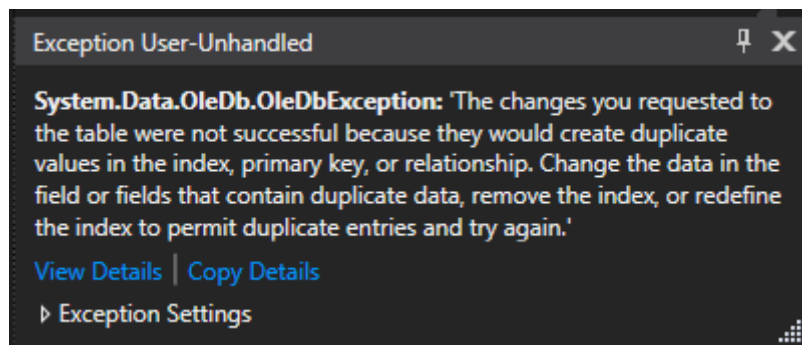 Exception User-Unhandled
System.Data.OleDb.OleDbException: 'The changes you requested to
the table were not successful because they would create duplicate
values in the index, primary key, or relationship. Change the data in the
field or fields that contain duplicate data, remove the index, or redefine
the index to permit duplicate entries and try again.'
View Details | Copy Details
Exception Settings